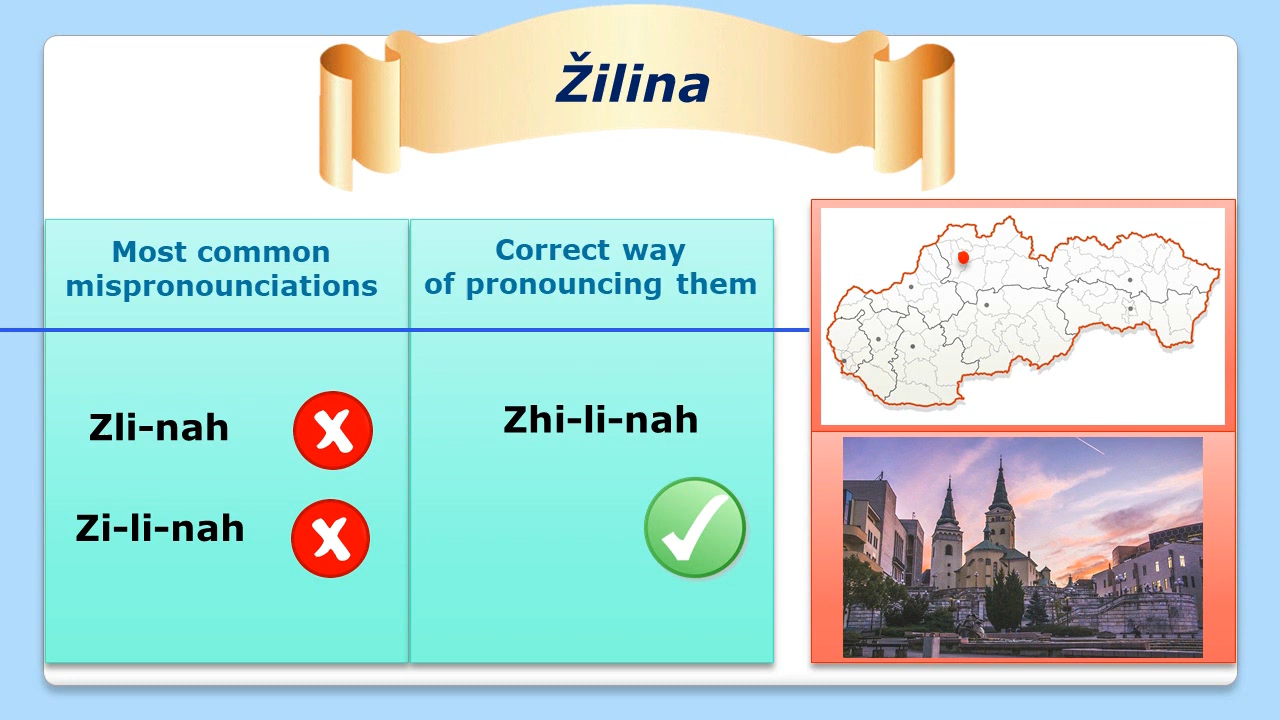 Žilina
Most common
mispronounciations
Correct way
of pronouncing them
Zli-nah
Zi-li-nah
Zhi-li-nah